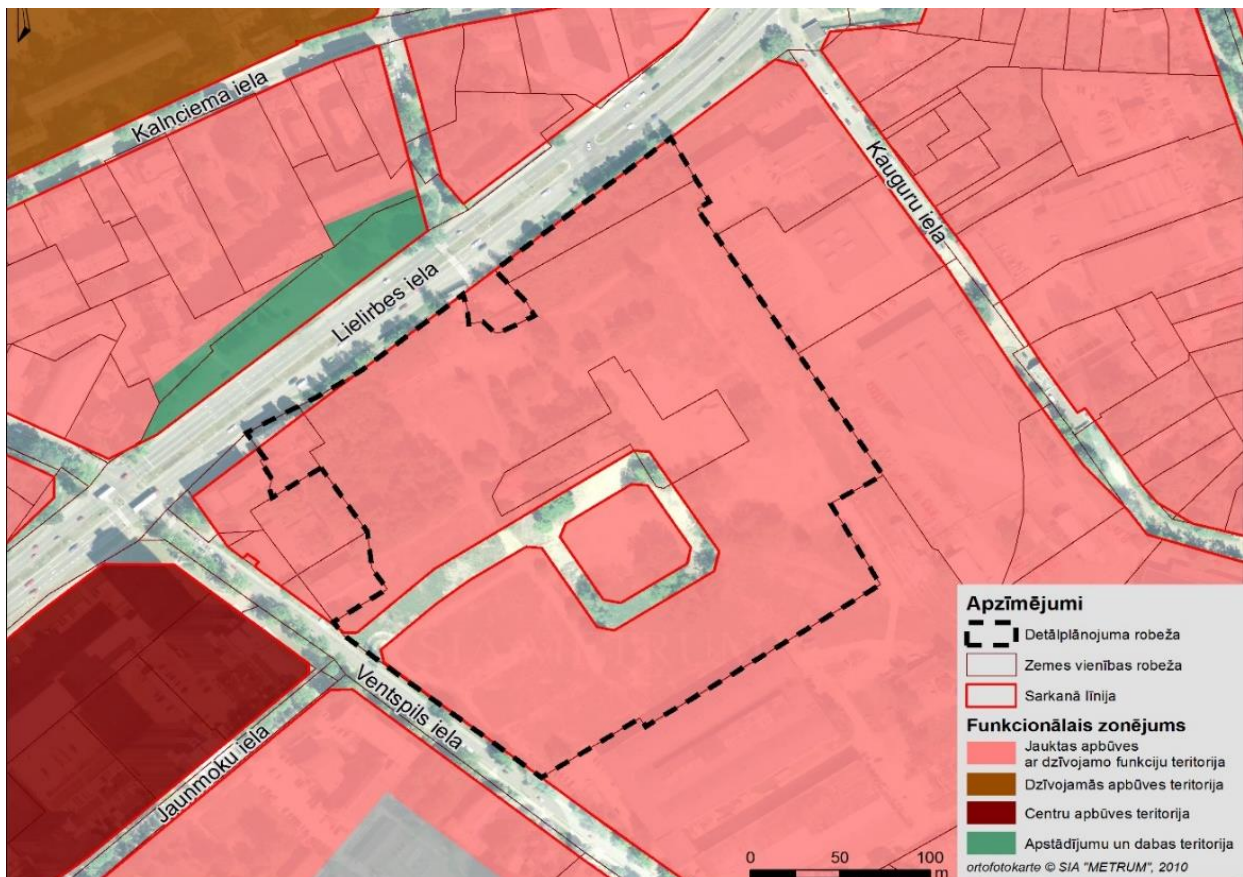 Kalnciema iela
Lielirbes iela
Kauguru iela
Ventspils iela
Jaunmoku iela
Apzīmējumi
Detālplānojuma robeža
Zemes vienības robeža
Sarkanā līnija
Funkcionālais zonējums
Jauktas apbūves
ar dzīvojamo funkciju teritorija
Dzīvojamās apbūves teritorija
Centru apbūves teritorija
Apstādījumu un dabas teritorija
ortofotokarte © SIA "METRUM", 2010
0 50 100
m